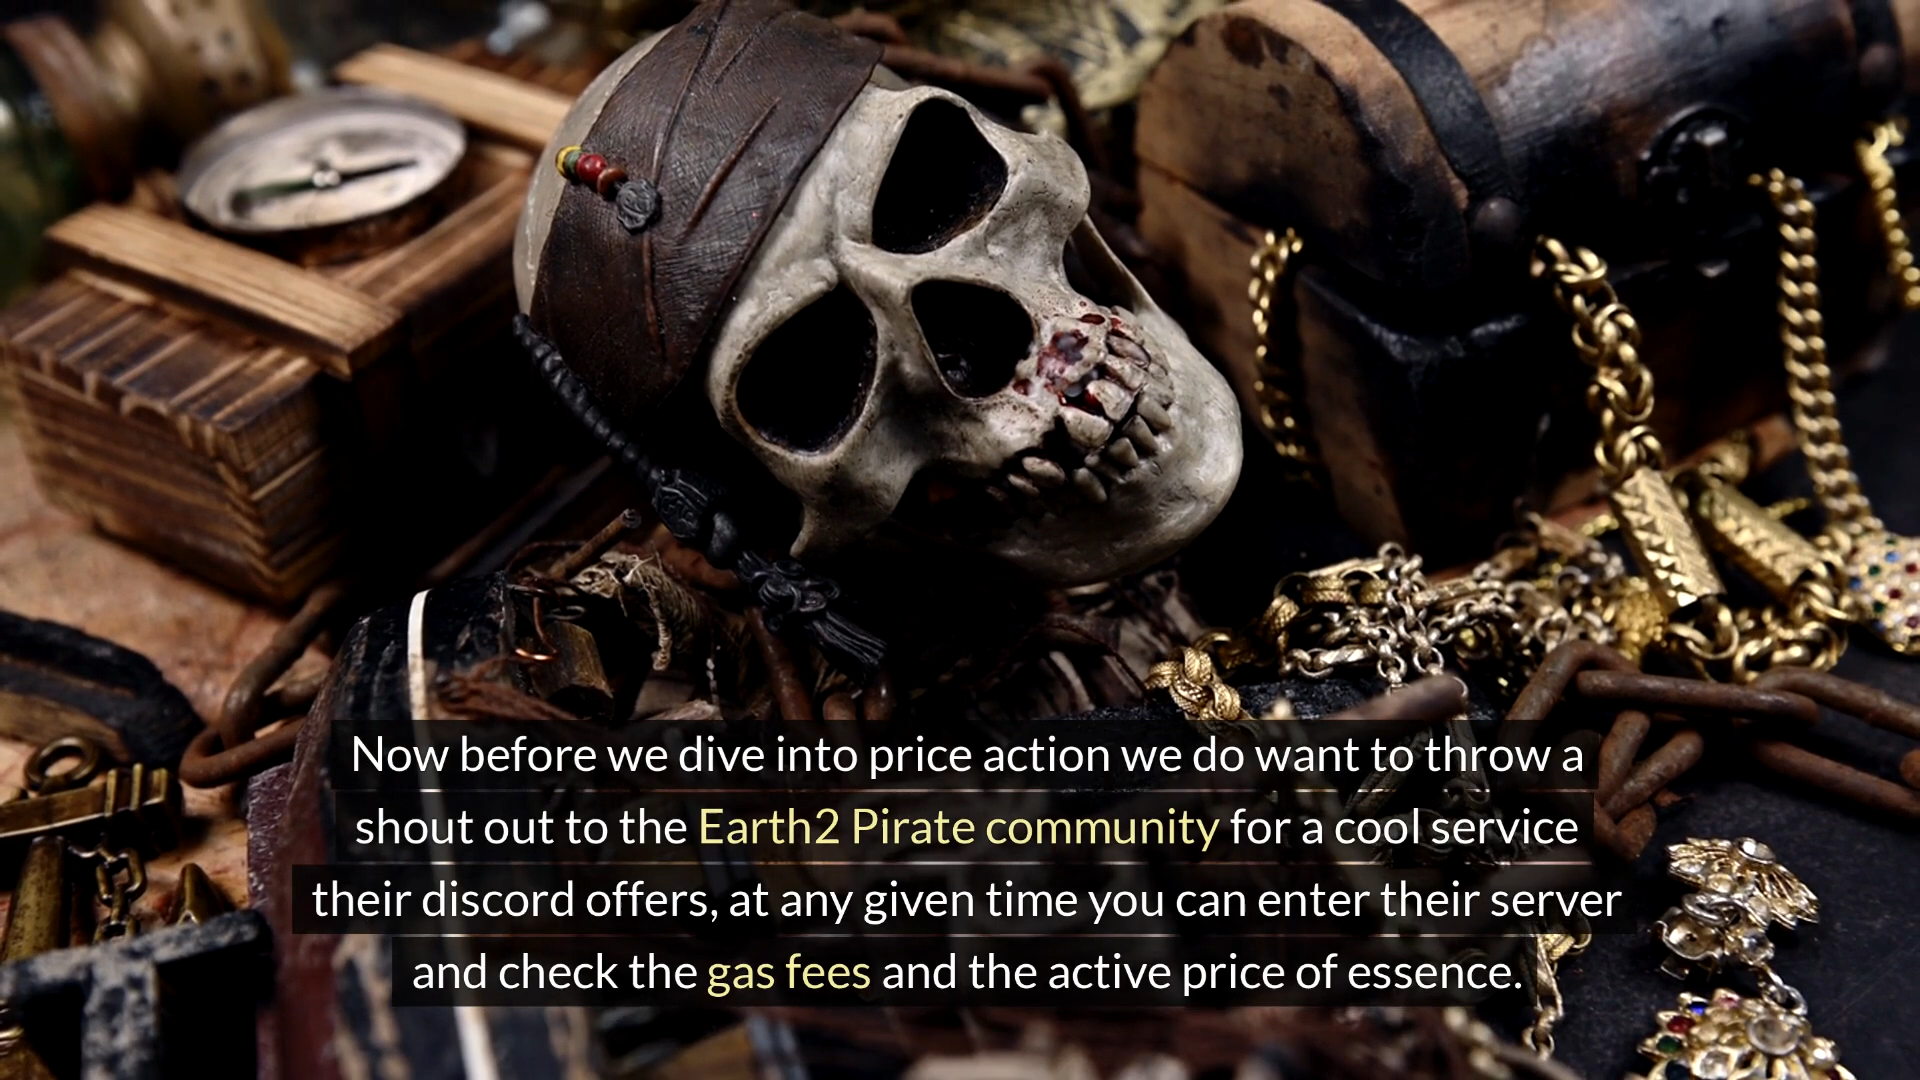 Now before we dive into price action we do want to throw a
shout out to the Earth2 Pirate community for a cool service
their discord offers, at any given time you can enter their server
and check the gas fees and the active price of essence.